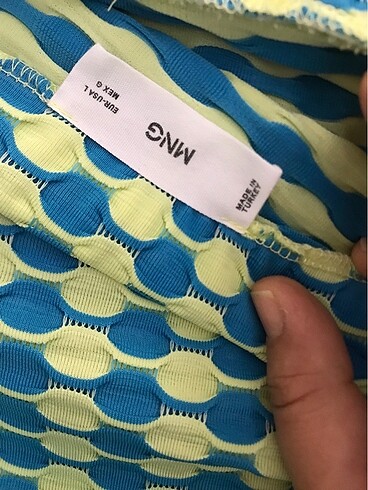 MNG
EUR-USA L
MEX G
MADE IN
TURKEY